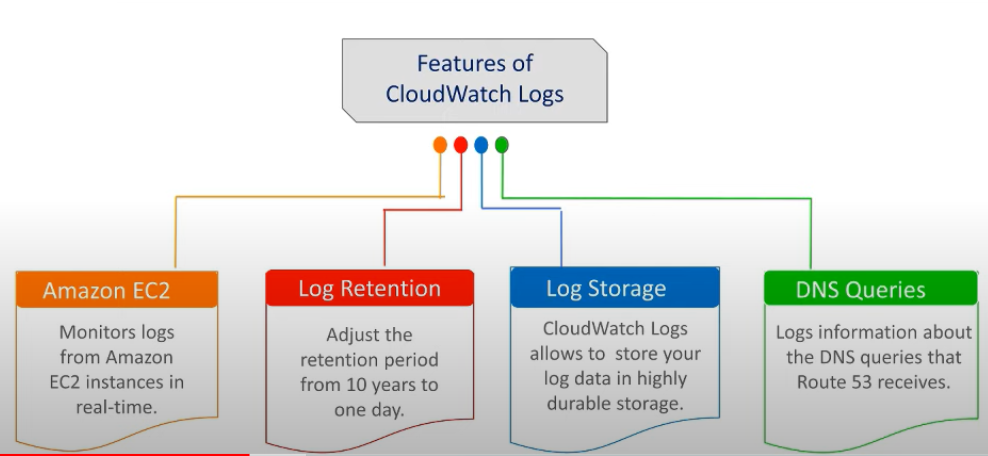 Features of
CloudWatch Logs
Amazon EC2
Monitors logs
from Amazon
EC2 instances in
real-time.
Log Retention
Adjust the
retention period
from 10 years to
one day.
Log Storage
CloudWatch Logs
allows to store your
log data in highly
durable storage.
DNS Queries
Logs information about
the DNS queries that
Route 53 receives.